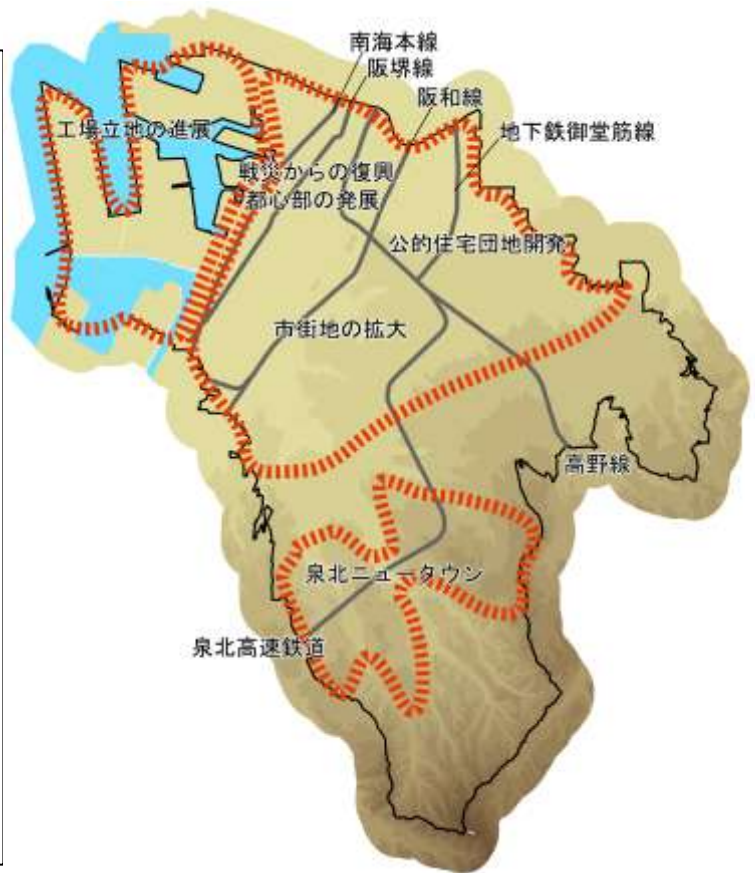 南海本線
阪堺線
阪和線
工場立地の進展
地下鉄御堂筋線
戦災からの復興
都心部の発展
公的住宅団地開発
市街地の拡大
高野線
泉北ニュータウン
泉北高速鉄道